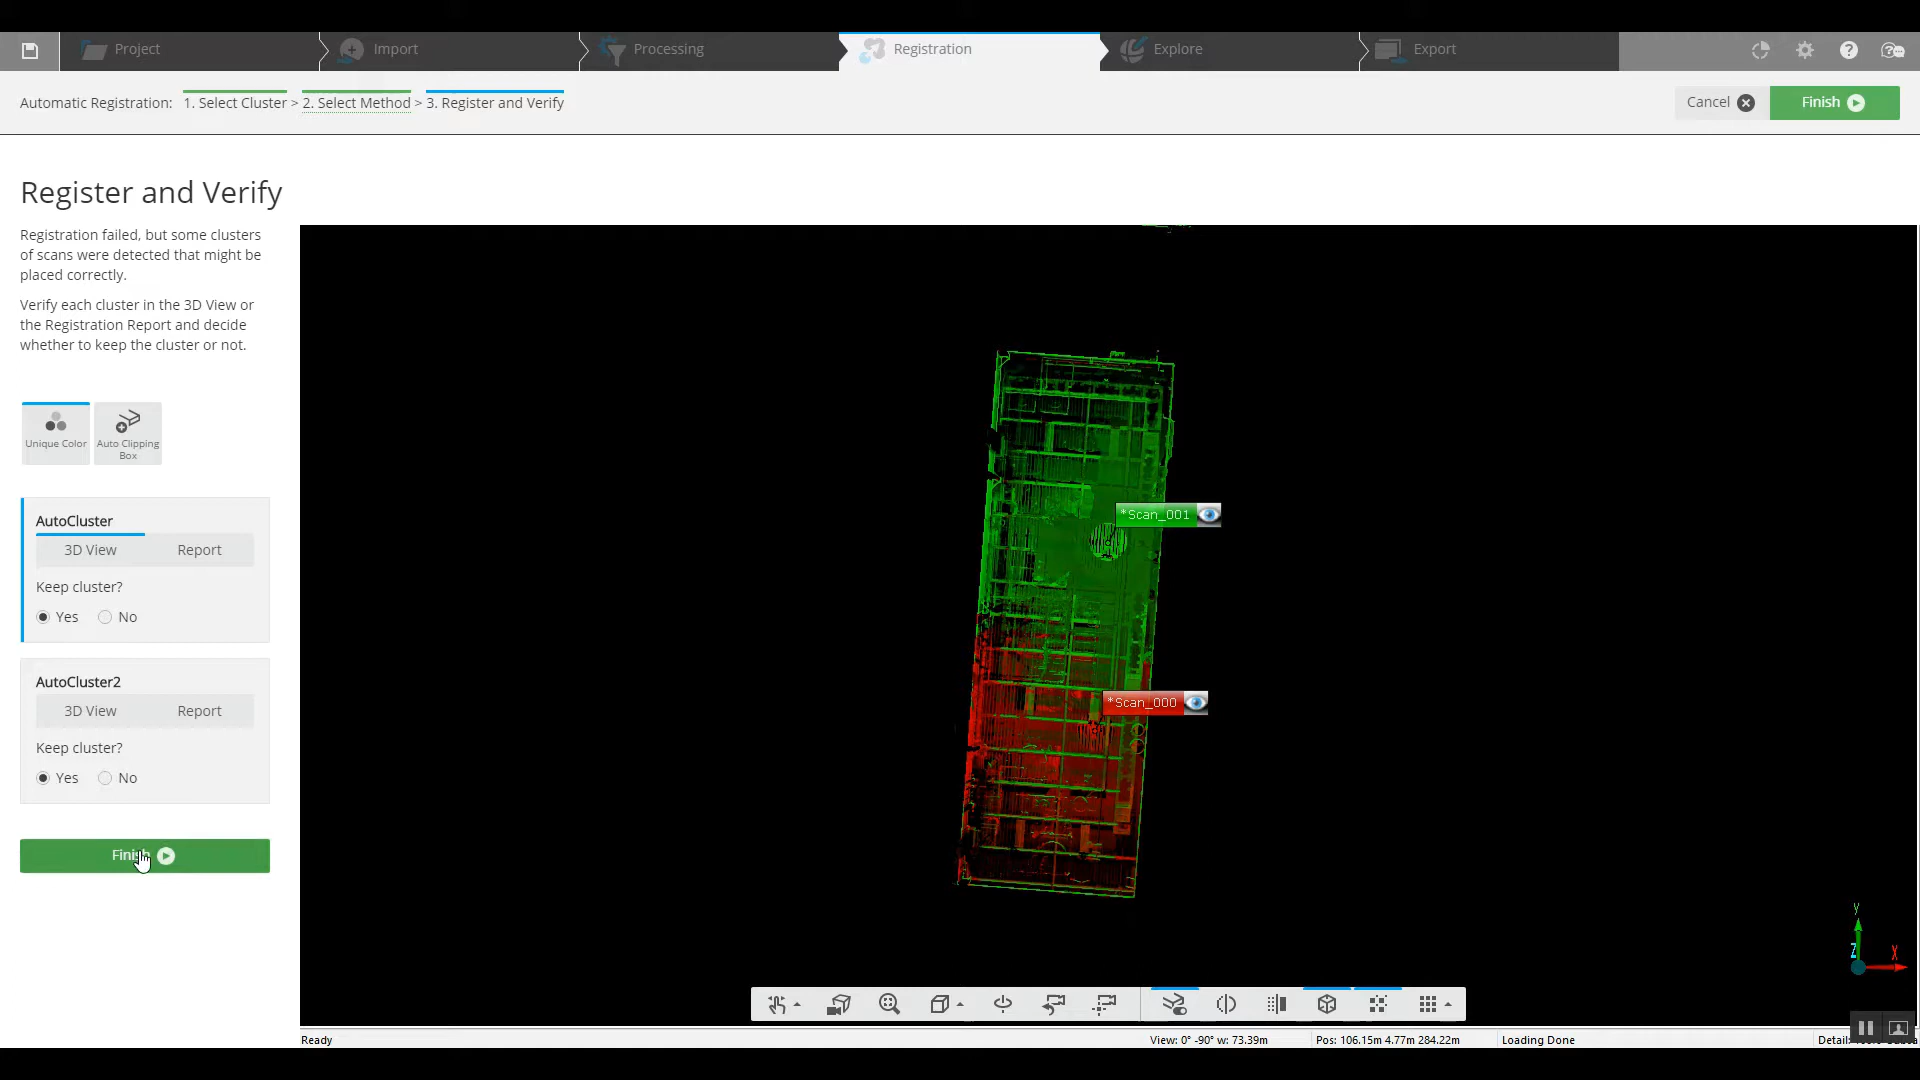 Project
Import
Processing
Registration
Explore
Export
Automatic Registration: 1. Select Cluster > 2. Select Method > 3. Register and Verify
Cancel
Finish
Register and Verify
Registration failed, but some clusters
of scans were detected that might be
placed correctly.
Verify each cluster in the 3D View or
the Registration Report and decide
whether to keep the cluster or not.
Unique Color
Auto Clipping
Box
AutoCluster
3D View Report
Keep cluster?
Yes No
AutoCluster2
3D View Report
Keep cluster?
Yes No
Finish
*Scan_001
*Scan_000
y
Z
X
Ready
View: 0° -90° w: 73.39m
Pos: 106.15m 4.77m 284.22m
Loading Done
Detail: